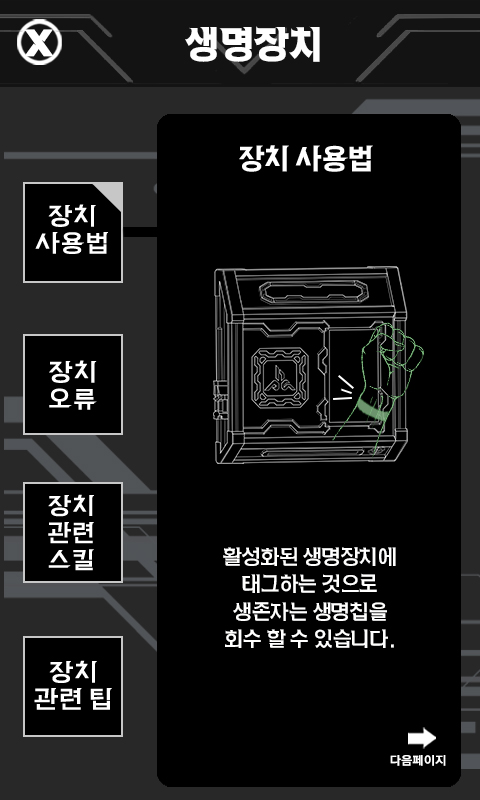 X
생명장치
장치 사용법
장치
사용법
장치
오류
장치
관련
스킬
장치
관련 팁
활성화된 생명장치에
태그하는 것으로
생존자는 생명칩을
회수 할 수 있습니다.
다음페이지